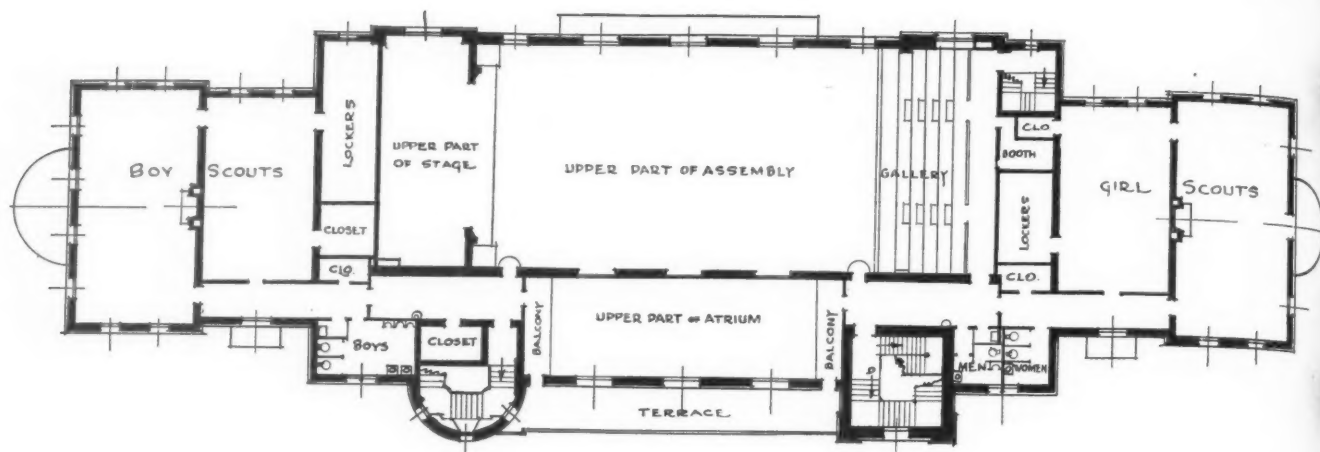 BOY SCOUTS
LOCKERS
CLOSET
CLO.
UPPER PART
OF STAGE
UPPER PART OF ASSEMBLY
GALLERY
CLO.
BOOTH
LOCKERS
CLO.
GIRL SCOUTS
BOYS
CLOSET
BALCONY
UPPER PART OF ATRIUM
BALCONY
TERRACE
MEN
WOMEN